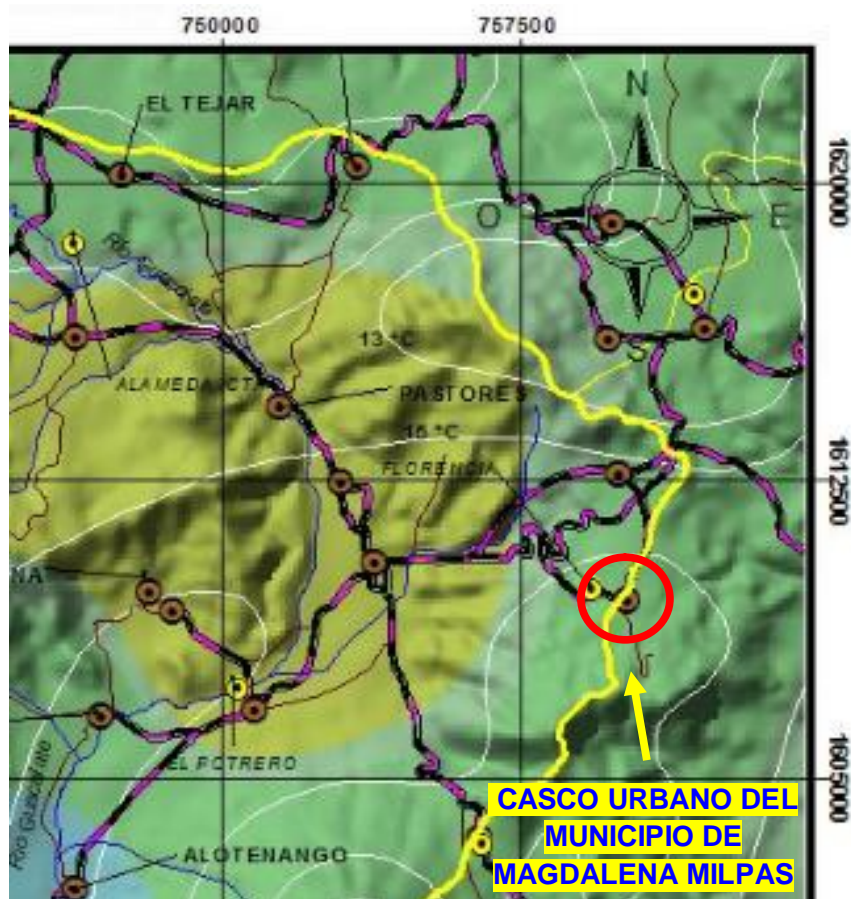 750000
757500
EL TEJAR
N
1620000
O
E
S
13 °C
ALAMEDA
PASTORES
15 °C
FLORENCIA
1612500
NA
EL POTRERO
1605000
CASCO URBANO DEL
MUNICIPIO DE
MAGDALENA MILPAS
ALOTENANGO